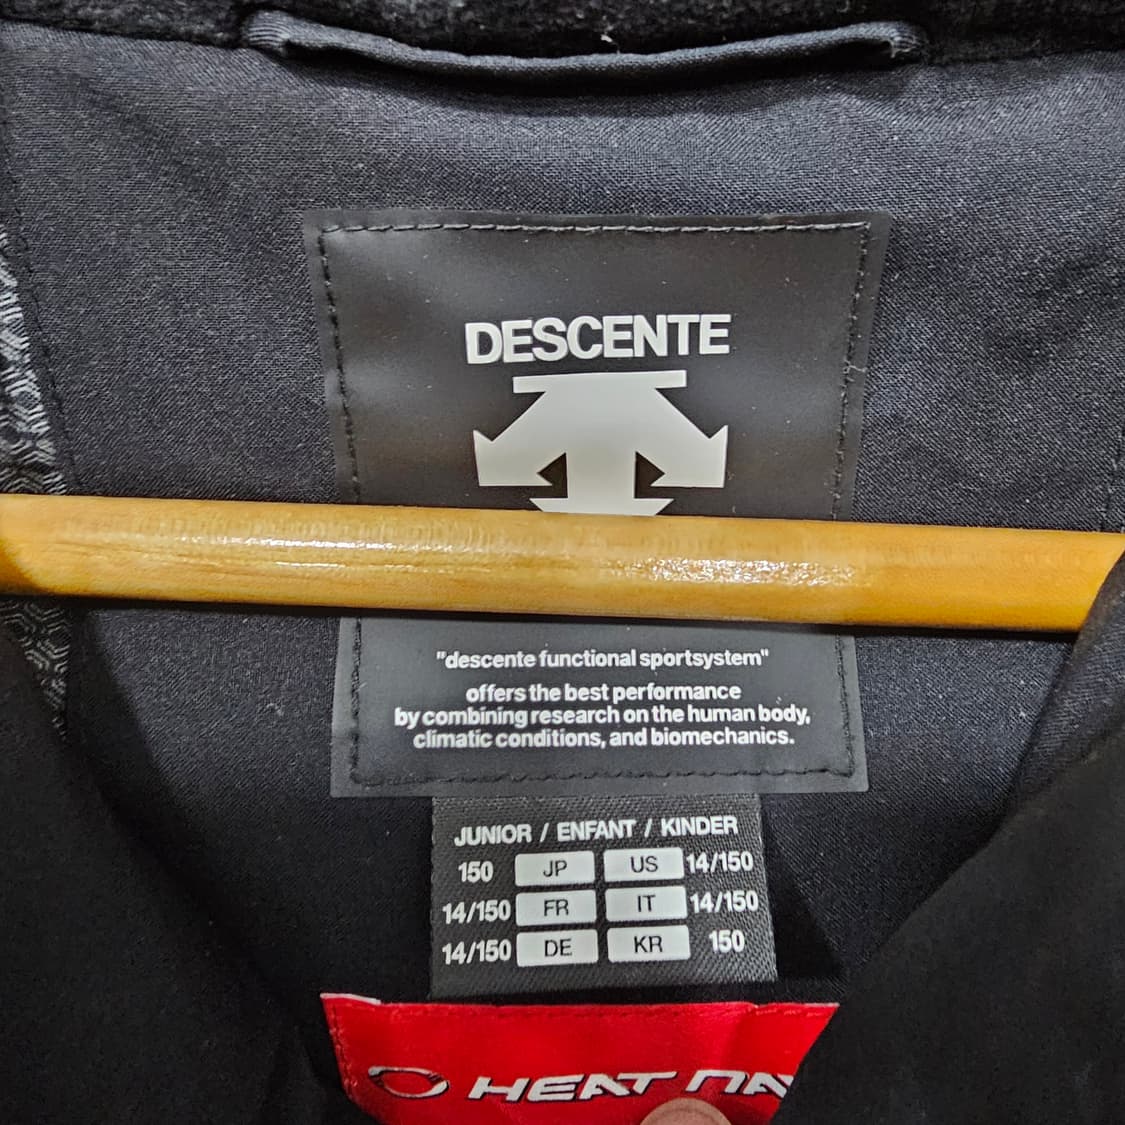 DESCENTE
"descente functional sportsystem"
offers the best performance
by combining research on the human body,
climatic conditions, and biomechanics.
JUNIOR / ENFANT / KINDER
150 JP US 14/150
14/150 FR IT 14/150
14/150 DE KR 150
HEAT